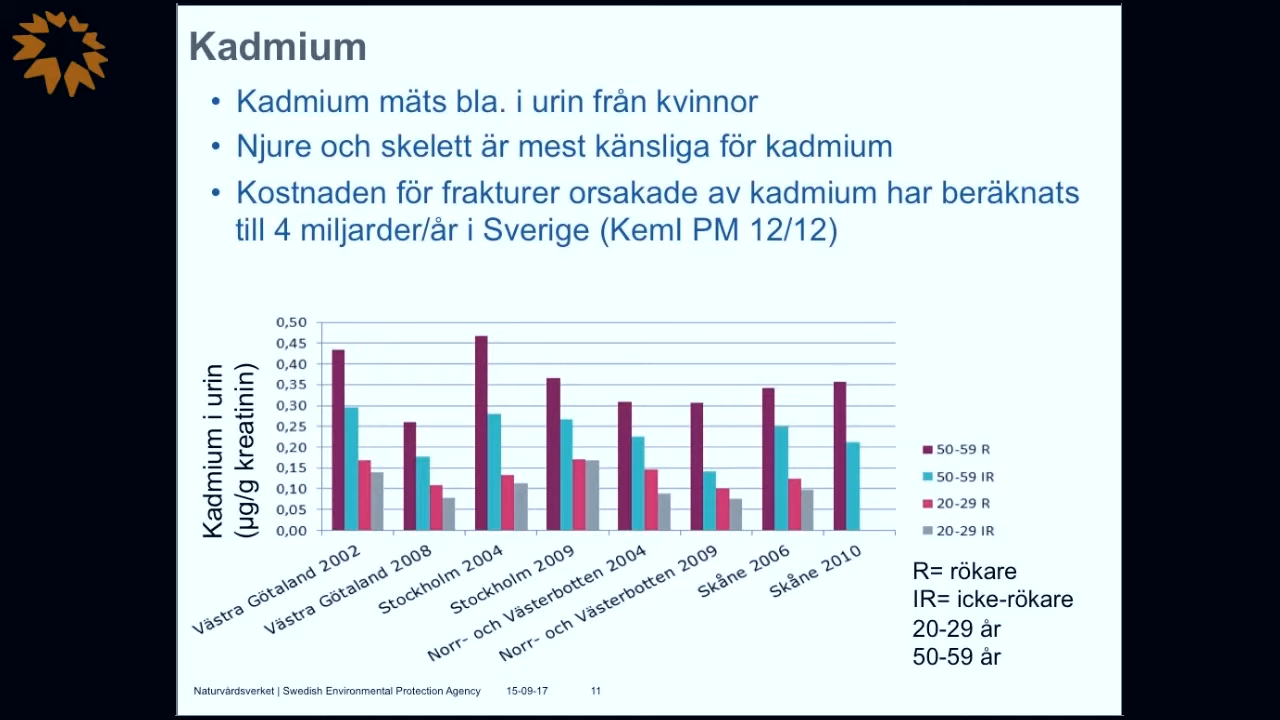 Kadmium
• Kadmium mäts bla. i urin från kvinnor
• Njure och skelett är mest känsliga för kadmium
• Kostnaden för frakturer orsakade av kadmium har beräknats
till 4 miljarder/år i Sverige (KemI PM 12/12)
Kadmium i urin
(µg/g kreatinin)
0,50
0,45
0,40
0,35
0,30
0,25
0,20
0,15
0,10
0,05
0,00
Västra Götaland 2002
Västra Götaland 2008
Stockholm 2004
Stockholm 2009
Norr- och Västerbotten 2004
Norr- och Västerbotten 2009
Skåne 2006
Skåne 2010
50-59 R
50-59 IR
20-29 R
20-29 IR
R= rökare
IR= icke-rökare
20-29 år
50-59 år
Naturvårdsverket | Swedish Environmental Protection Agency 15-09-17 11